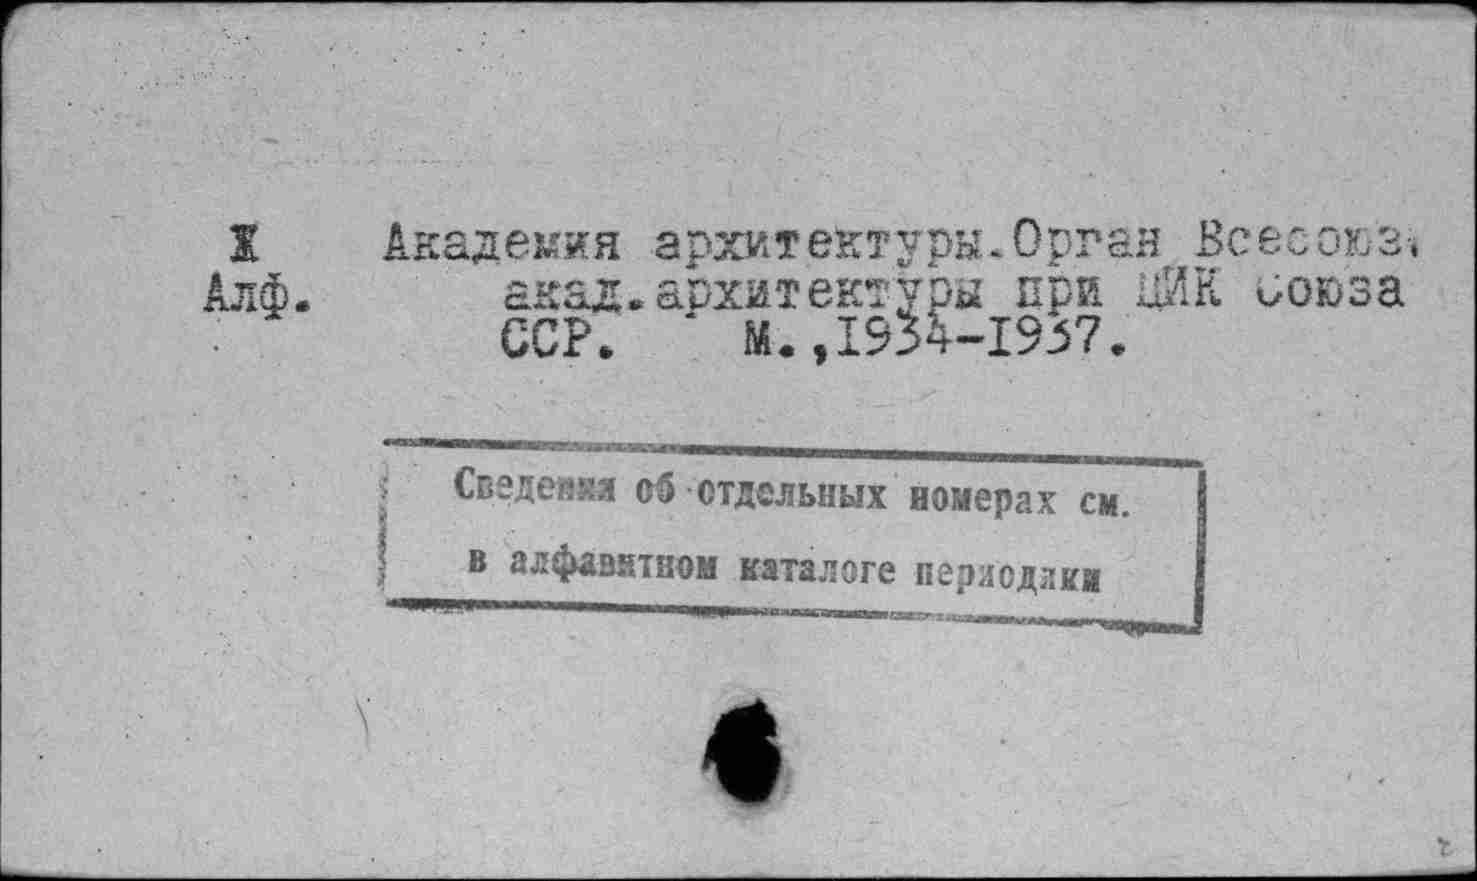 Ж Академия архитектуры.Орган Всесоюз.
Алф. акад.архитектуры при ЦИК Союза
ССР. М.,1934-1937.
Сведения об отдельных номерах см.
в алфавитном каталоге периодики